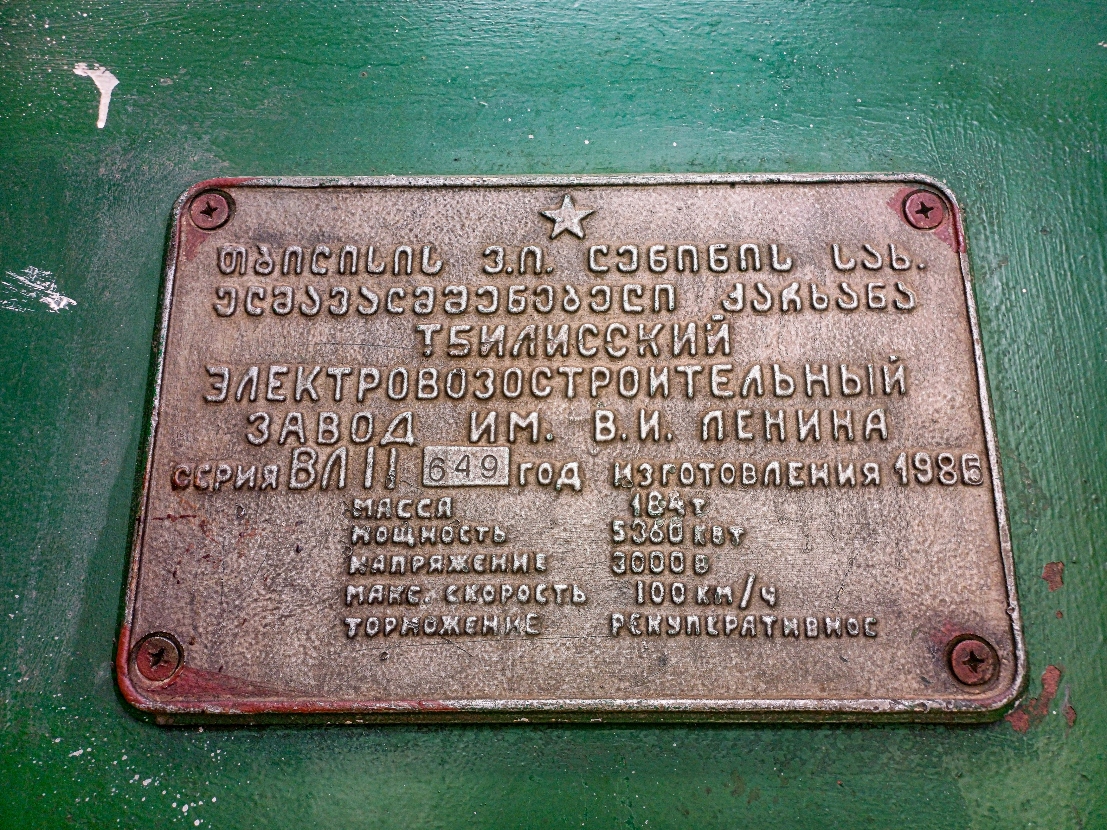 თბილისის ვ.ი. ლენინის სახ.
ელმავალმშენებელი ქარხანა
ТБИЛИССКИЙ
ЭЛЕКТРОВОЗОСТРОИТЕЛЬНЫЙ
ЗАВОД ИМ. В.И. ЛЕНИНА
СЕРИЯ ВЛ11 649 ГОД ИЗГОТОВЛЕНИЯ 1986
МАССА 184т
МОЩНОСТЬ 5360 КВТ
НАПРЯЖЕНИЕ 3000 В
МАКС. СКОРОСТЬ 100 КМ/Ч
ТОРМОЖЕНИЕ РЕКУПЕРАТИВНОЕ